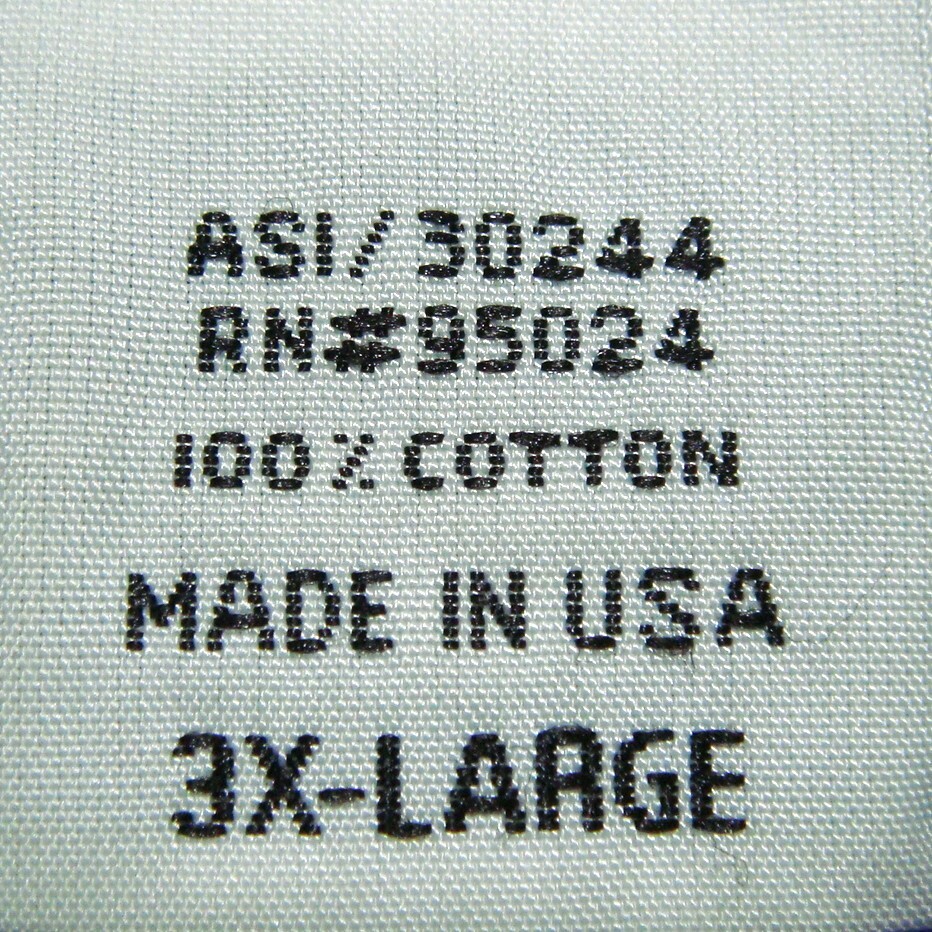 ASI/30244
RN#95024
100% COTTON
MADE IN USA
3X-LARGE